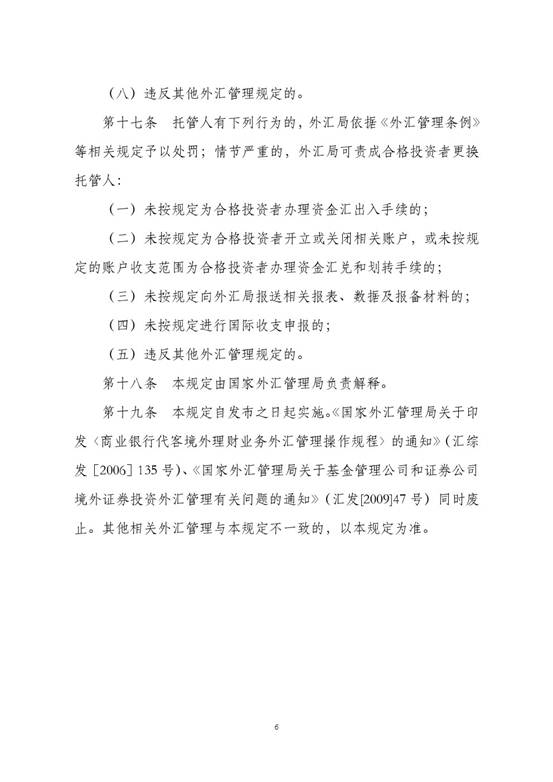 （八）违反其他外汇管理规定的。
第十七条　托管人有下列行为的，外汇局依据《外汇管理条例》
等相关规定予以处罚；情节严重的，外汇局可责成合格投资者更换
托管人：
（一）未按规定为合格投资者办理资金汇出入手续的；
（二）未按规定为合格投资者开立或关闭相关账户，或未按规
定的账户收支范围为合格投资者办理资金汇兑和划转手续的；
（三）未按规定向外汇局报送相关报表、数据及报备材料的；
（四）未按规定进行国际收支申报的；
（五）违反其他外汇管理规定的。
第十八条　本规定由国家外汇管理局负责解释。
第十九条　本规定自发布之日起实施。《国家外汇管理局关于印
发〈商业银行代客境外理财业务外汇管理操作规程〉的通知》（汇综
发［2006］135 号）、《国家外汇管理局关于基金管理公司和证券公司
境外证券投资外汇管理有关问题的通知》（汇发[2009]47 号）同时废
止。其他相关外汇管理与本规定不一致的，以本规定为准。
6